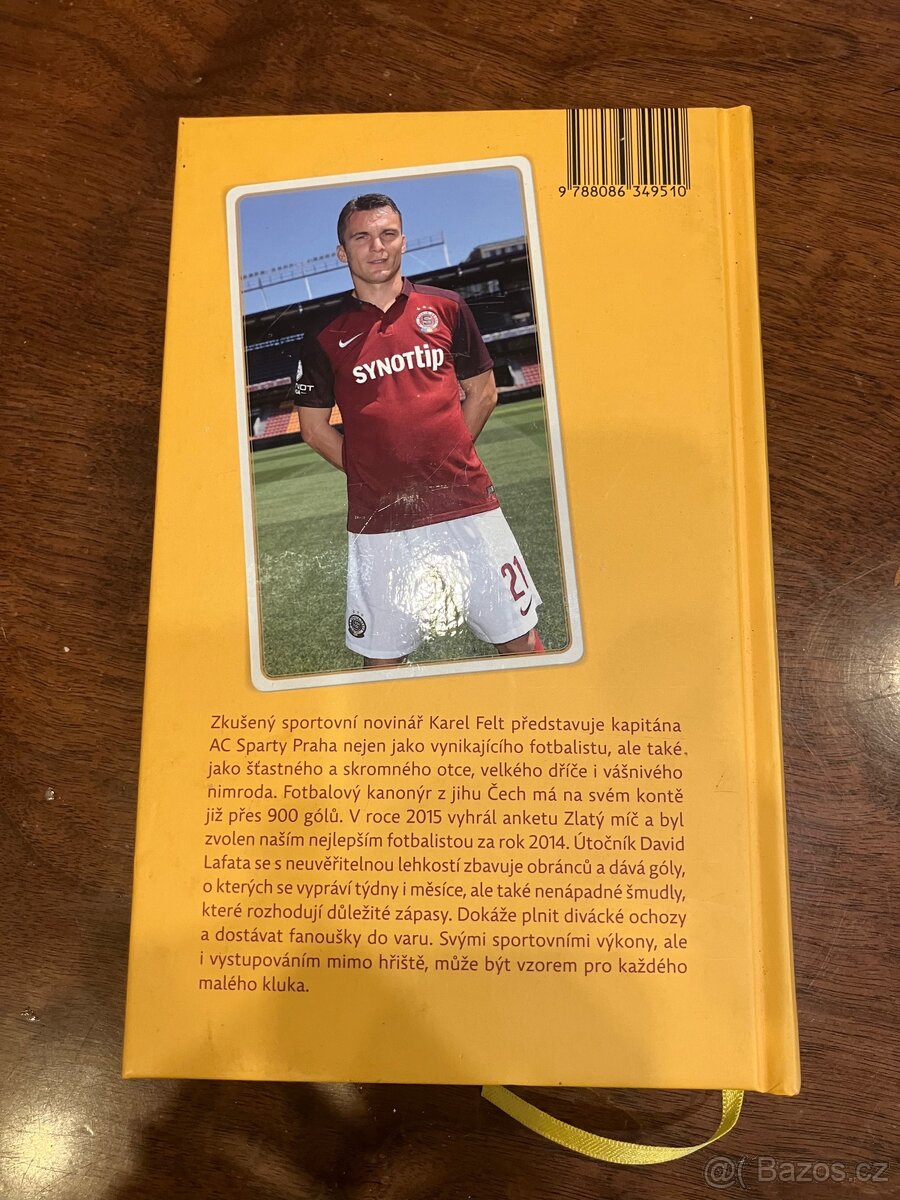 9 788086 349510
SYNOTtip
21
Zkušený sportovní novinář Karel Felt představuje kapitána
AC Sparty Praha nejen jako vynikajícího fotbalistu, ale také
jako šťastného a skromného otce, velkého dříče i vášnivého
nimroda. Fotbalový kanonýr z jihu Čech má na svém kontě
již přes 900 gólů. V roce 2015 vyhrál anketu Zlatý míč a byl
zvolen naším nejlepším fotbalistou za rok 2014. Útočník David
Lafata se s neuvěřitelnou lehkostí zbavuje obránců a dává góly,
o kterých se vypráví týdny i měsíce, ale také nenápadné šmudly,
které rozhodují důležité zápasy. Dokáže plnit divácké ochozy
a dostávat fanoušky do varu. Svými sportovními výkony, ale
i vystupováním mimo hřiště, může být vzorem pro každého
malého kluka.
@( Bazos.cz